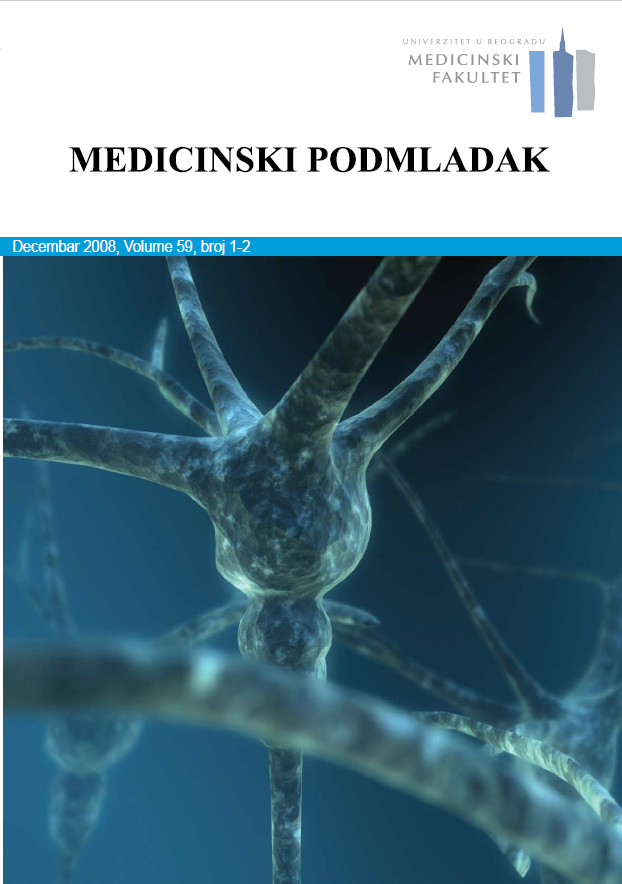 UNIVERZITET U BEOGRADU
MEDICINSKI
FAKULTET
MEDICINSKI PODMLADAK
Decembar 2008, Volume 59, broj 1-2